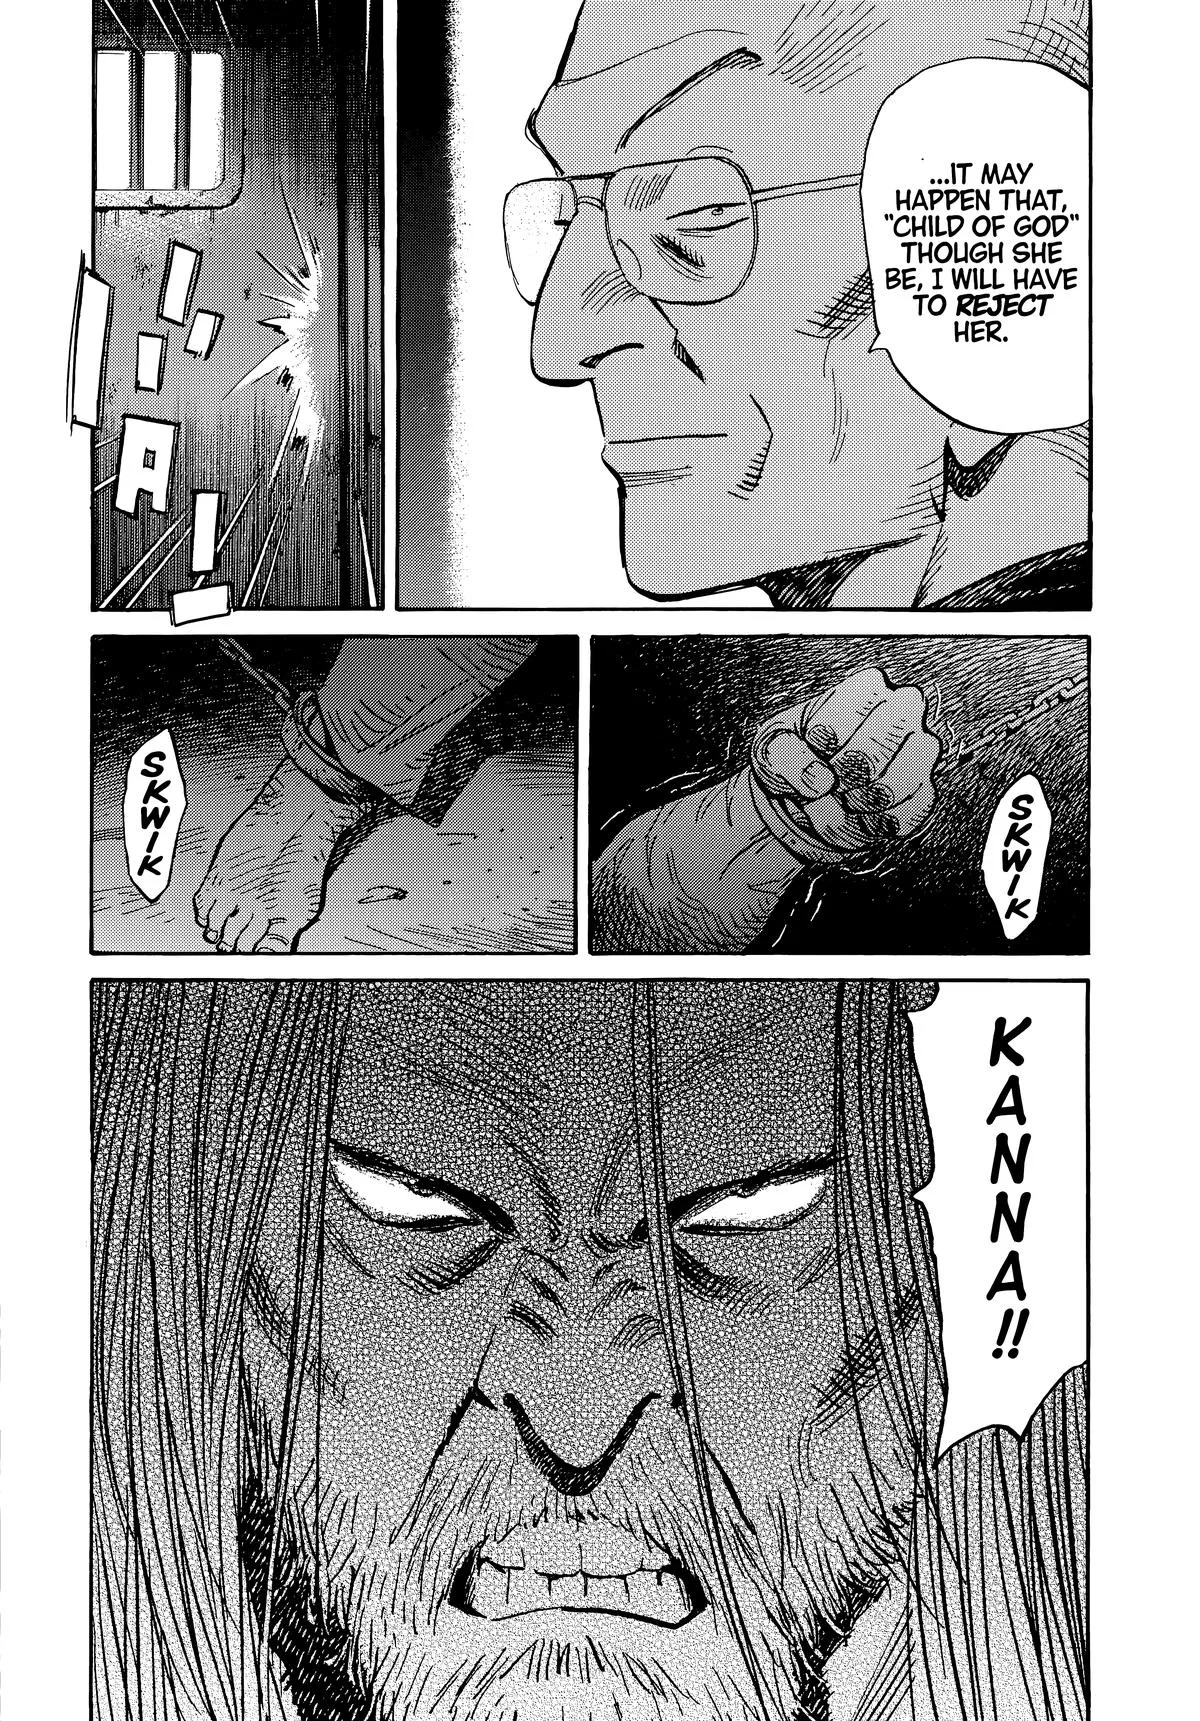 ...IT MAY
HAPPEN THAT,
"CHILD OF GOD"
THOUGH SHE
BE, I WILL HAVE
TO REJECT
HER.
SKWIK
SKWIK
KANNA!!